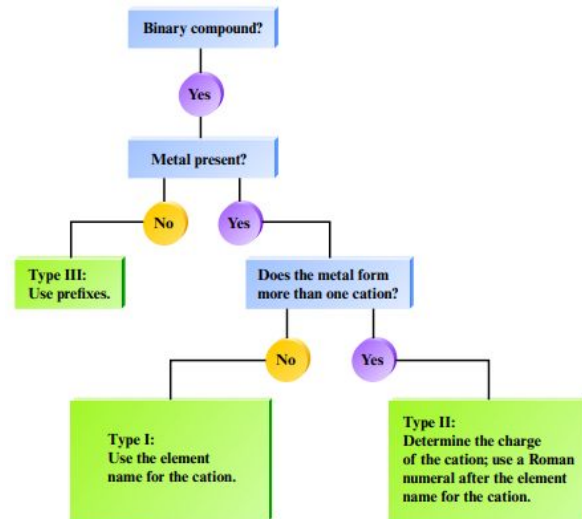 Binary compound?
Yes
Metal present?
No
Yes
Type III:
Use prefixes.
Does the metal form
more than one cation?
No
Yes
Type I:
Use the element
name for the cation.
Type II:
Determine the charge
of the cation; use a Roman
numeral after the element
name for the cation.